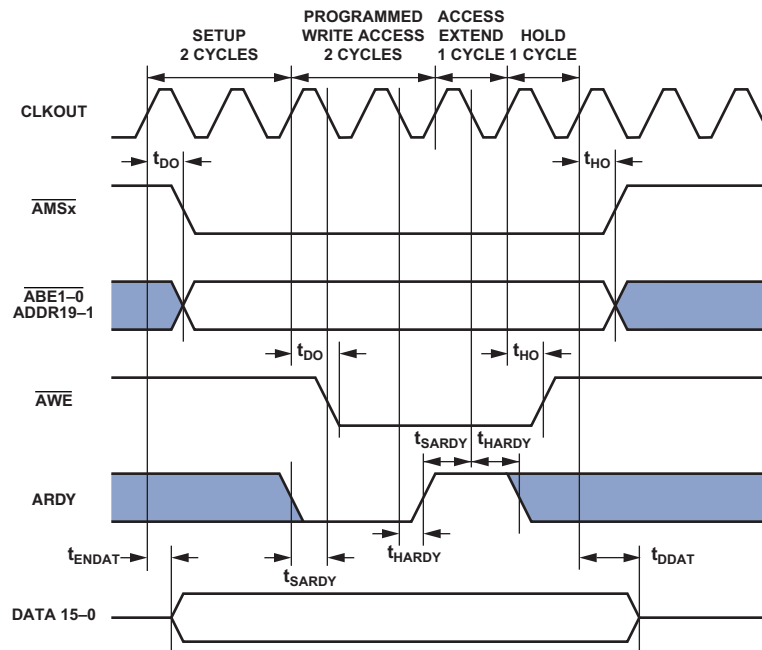 SETUP
2 CYCLES
PROGRAMMED
WRITE ACCESS
2 CYCLES
ACCESS
EXTEND
1 CYCLE
HOLD
1 CYCLE
CLKOUT
tDO
tHO
AMSx
ABE1–0
ADDR19–1
tDO
tHO
AWE
tSARDY
tHARDY
ARDY
tENDAT
tSARDY
tHARDY
tDDAT
DATA 15–0